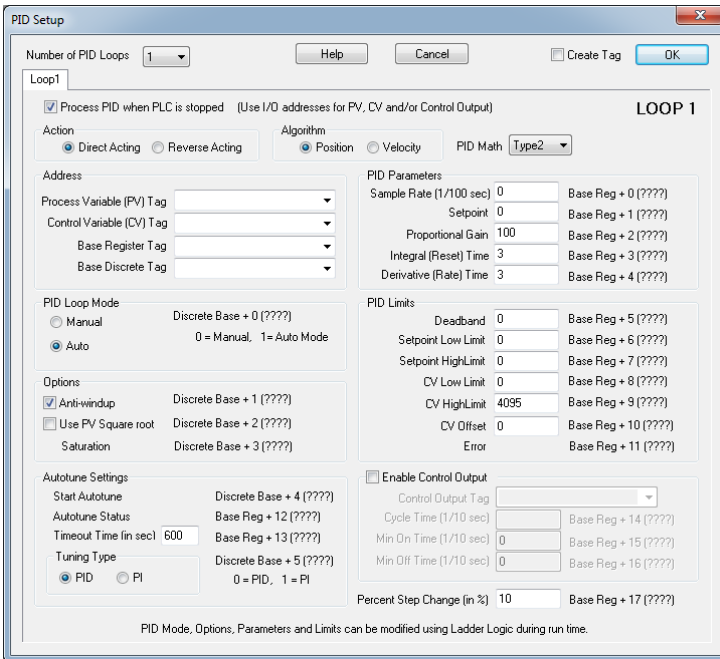 PID Setup
Number of PID Loops 1 Help Cancel Create Tag OK
Loop1
Process PID when PLC is stopped (Use I/O addresses for PV, CV and/or Control Output) LOOP 1
Action
Direct Acting Reverse Acting
Algorithm
Position Velocity
PID Math Type2
Address
Process Variable (PV) Tag
Control Variable (CV) Tag
Base Register Tag
Base Discrete Tag
PID Parameters
Sample Rate (1/100 sec) 0 Base Reg + 0 (????)
Setpoint 0 Base Reg + 1 (????)
Proportional Gain 100 Base Reg + 2 (????)
Integral (Reset) Time 3 Base Reg + 3 (????)
Derivative (Rate) Time 3 Base Reg + 4 (????)
PID Loop Mode
Manual Discrete Base + 0 (????)
Auto 0 = Manual, 1= Auto Mode
PID Limits
Deadband 0 Base Reg + 5 (????)
Setpoint Low Limit 0 Base Reg + 6 (????)
Setpoint HighLimit 0 Base Reg + 7 (????)
CV Low Limit 0 Base Reg + 8 (????)
CV HighLimit 4095 Base Reg + 9 (????)
CV Offset 0 Base Reg + 10 (????)
Error Base Reg + 11 (????)
Options
Anti-windup Discrete Base + 1 (????)
Use PV Square root Discrete Base + 2 (????)
Saturation Discrete Base + 3 (????)
Autotune Settings
Start Autotune Discrete Base + 4 (????)
Autotune Status Base Reg + 12 (????)
Timeout Time (in sec) 600 Base Reg + 13 (????)
Tuning Type Discrete Base + 5 (????)
PID PI 0 = PID, 1 = PI
Enable Control Output
Control Output Tag
Cycle Time (1/10 sec) Base Reg + 14 (????)
Min On Time (1/10 sec) 0 Base Reg + 15 (????)
Min Off Time (1/10 sec) 0 Base Reg + 16 (????)
Percent Step Change (in %) 10 Base Reg + 17 (????)
PID Mode, Options, Parameters and Limits can be modified using Ladder Logic during run time.